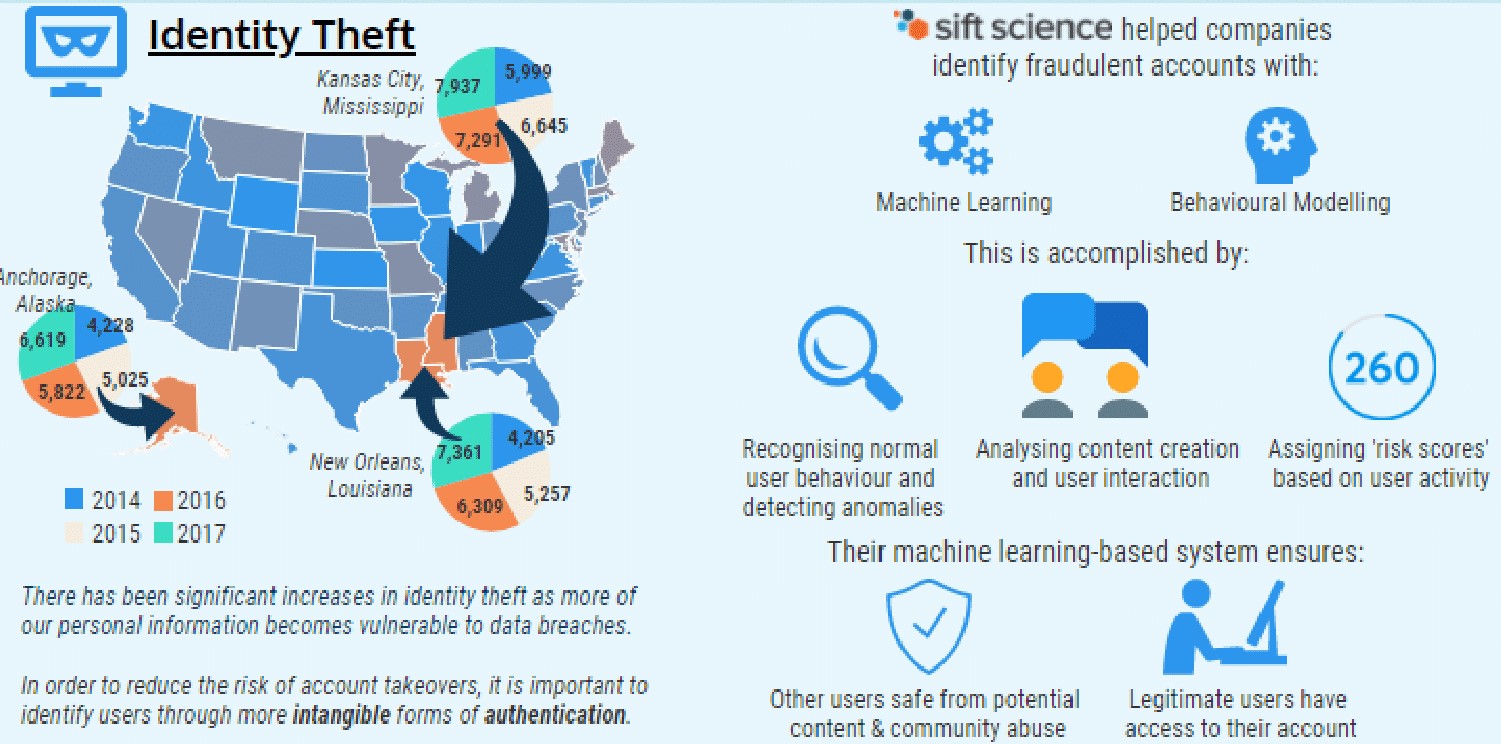 Identity Theft
Kansas City,
Mississippi
7,937
5,999
6,645
7,291
Anchorage,
Alaska
6,619
4,228
5,025
5,822
New Orleans,
Louisiana
7,361
4,205
5,257
6,309
2014
2016
2015
2017
There has been significant increases in identity theft as more of
our personal information becomes vulnerable to data breaches.
In order to reduce the risk of account takeovers, it is important to
identify users through more intangible forms of authentication.
sift science helped companies
identify fraudulent accounts with:
Machine Learning
Behavioural Modelling
This is accomplished by:
260
Recognising normal
user behaviour and
detecting anomalies
Analysing content creation
and user interaction
Assigning 'risk scores'
based on user activity
Their machine learning-based system ensures:
Other users safe from potential
content & community abuse
Legitimate users have
access to their account